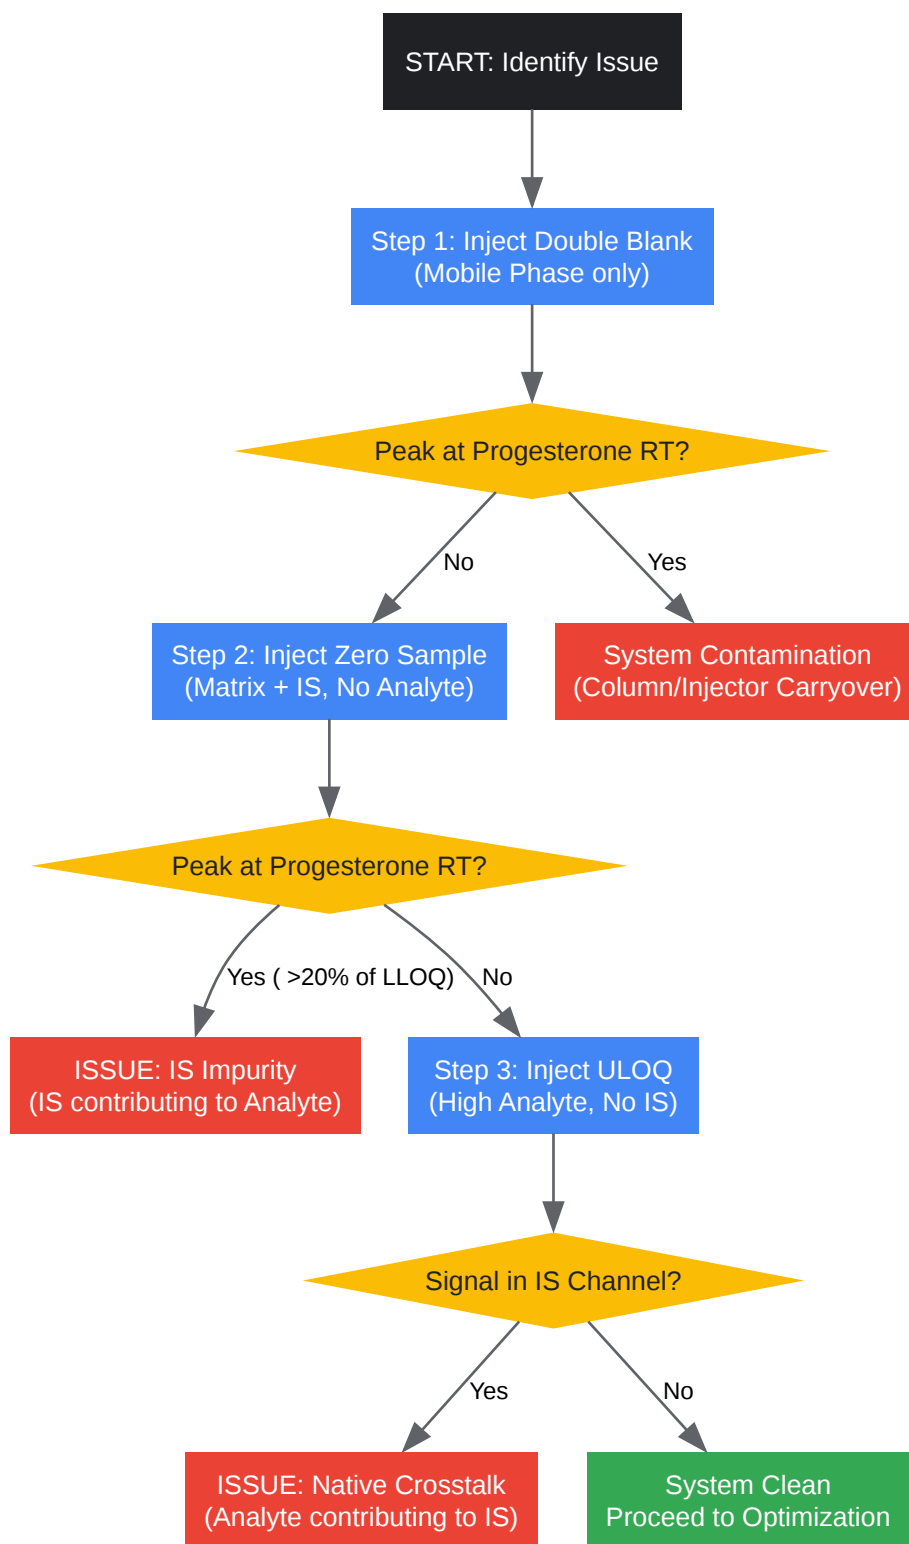 START: Identify Issue
Step 1: Inject Double Blank
(Mobile Phase only)
Peak at Progesterone RT?
No
Yes
Step 2: Inject Zero Sample
(Matrix + IS, No Analyte)
System Contamination
(Column/Injector Carryover)
Peak at Progesterone RT?
Yes ( >20% of LLOQ)
No
ISSUE: IS Impurity
(IS contributing to Analyte)
Step 3: Inject ULOQ
(High Analyte, No IS)
Signal in IS Channel?
Yes
No
ISSUE: Native Crosstalk
(Analyte contributing to IS)
System Clean
Proceed to Optimization